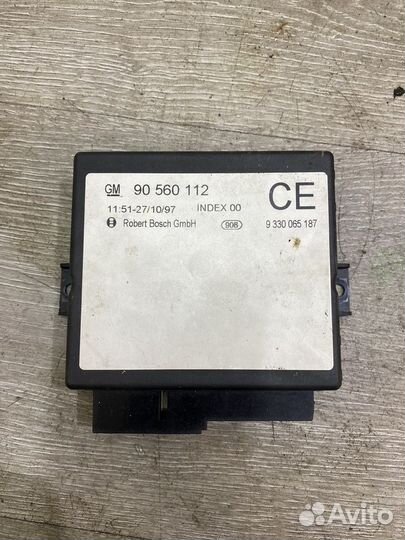 GM 90 560 112 CE
11:51-27/10/97 INDEX 00
Robert Bosch GmbH 906 9 330 065 187
Avito